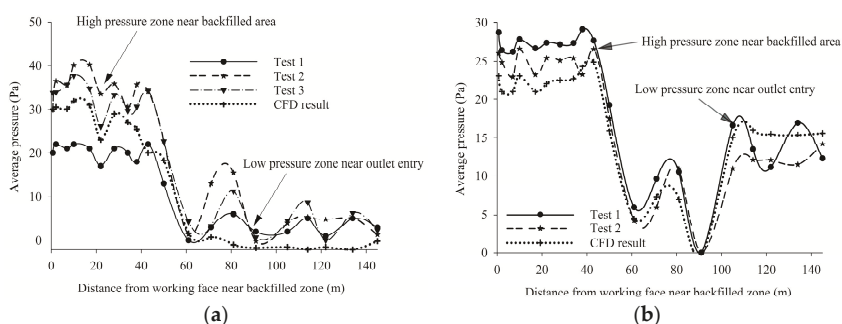 50
40
30
20
10
0
Average pressure (Pa)
High pressure zone near backfilled area
Test 1
Test 2
Test 3
CFD result
Low pressure zone near outlet entry
0 20 40 60 80 100 120 140
Distance from working face near backfilled zone (m)
(a)
30
25
20
15
10
5
0
Average pressure (Pa)
High pressure zone near backfilled area
Low pressure zone near outlet entry
Test 1
Test 2
CFD result
0 20 40 60 80 100 120 140
Distance from working face near backfilled zone (m)
(b)